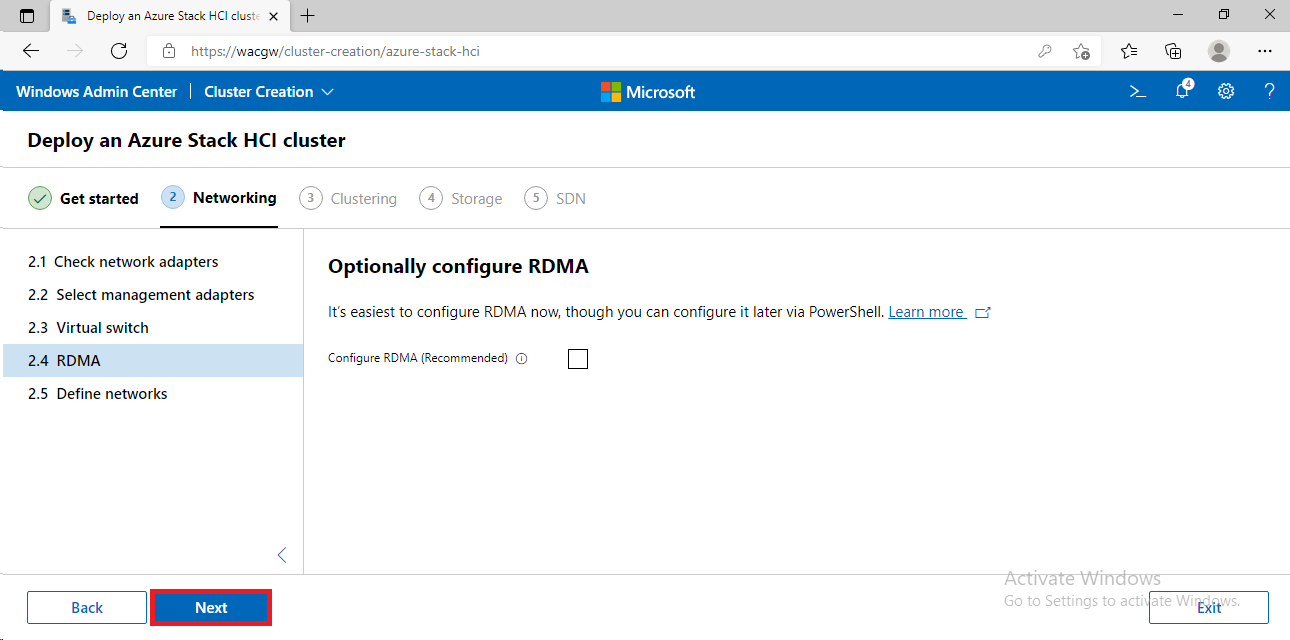 Deploy an Azure Stack HCI cluste
https://wacgw/cluster-creation/azure-stack-hci
Windows Admin Center
Cluster Creation
Microsoft
4
Deploy an Azure Stack HCI cluster
Get started
2 Networking
3 Clustering
4 Storage
5 SDN
2.1 Check network adapters
2.2 Select management adapters
2.3 Virtual switch
2.4 RDMA
2.5 Define networks
Optionally configure RDMA
It's easiest to configure RDMA now, though you can configure it later via PowerShell. Learn more
Configure RDMA (Recommended)
Activate Windows
Go to Settings to activate Windows.
Back
Next
Exit